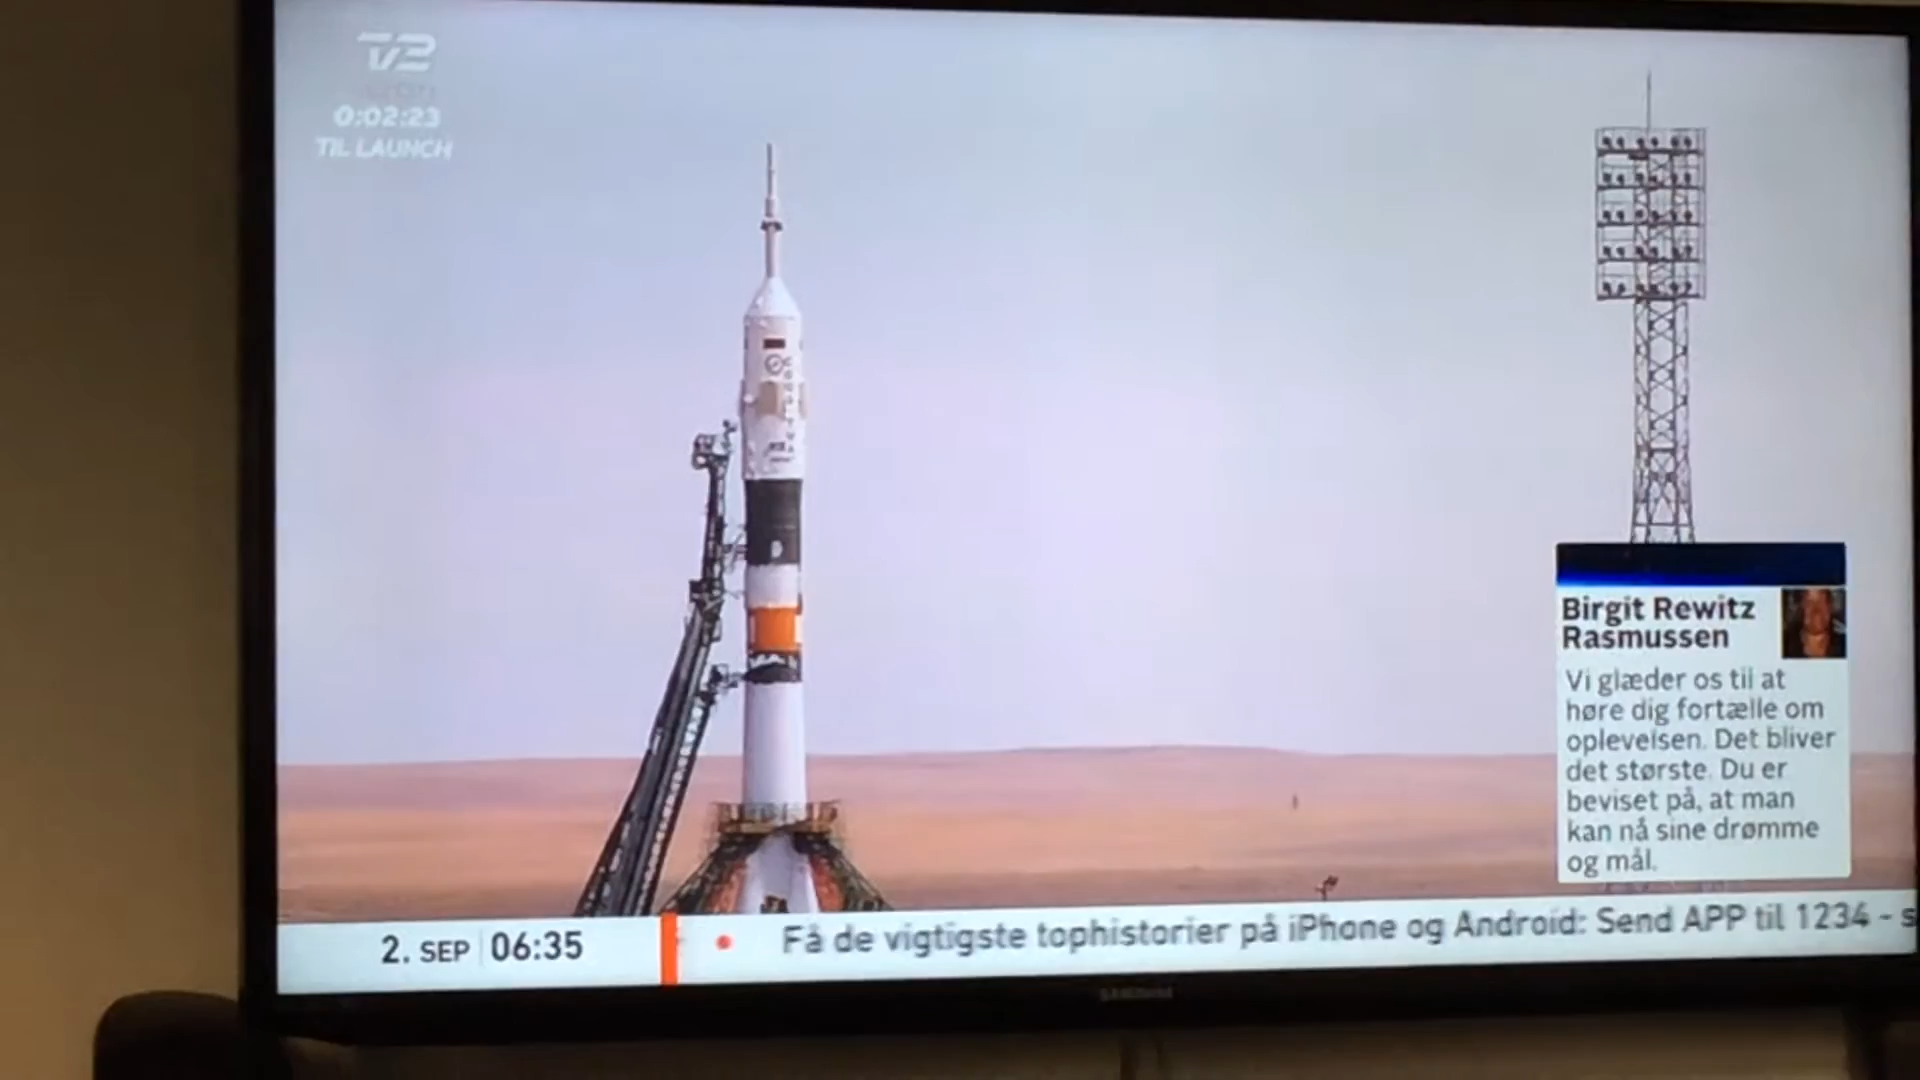 TV2
0:02:23
TIL LAUNCH
Birgit Rewitz
Rasmussen
Vi glæder os til at
høre dig fortælle om
oplevelsen. Det bliver
det største. Du er
beviset på, at man
kan nå sine drømme
og mål.
2. SEP 06:35
Få de vigtigste tophistorier på iPhone og Android: Send APP til 1234 - s
SAMSUNG